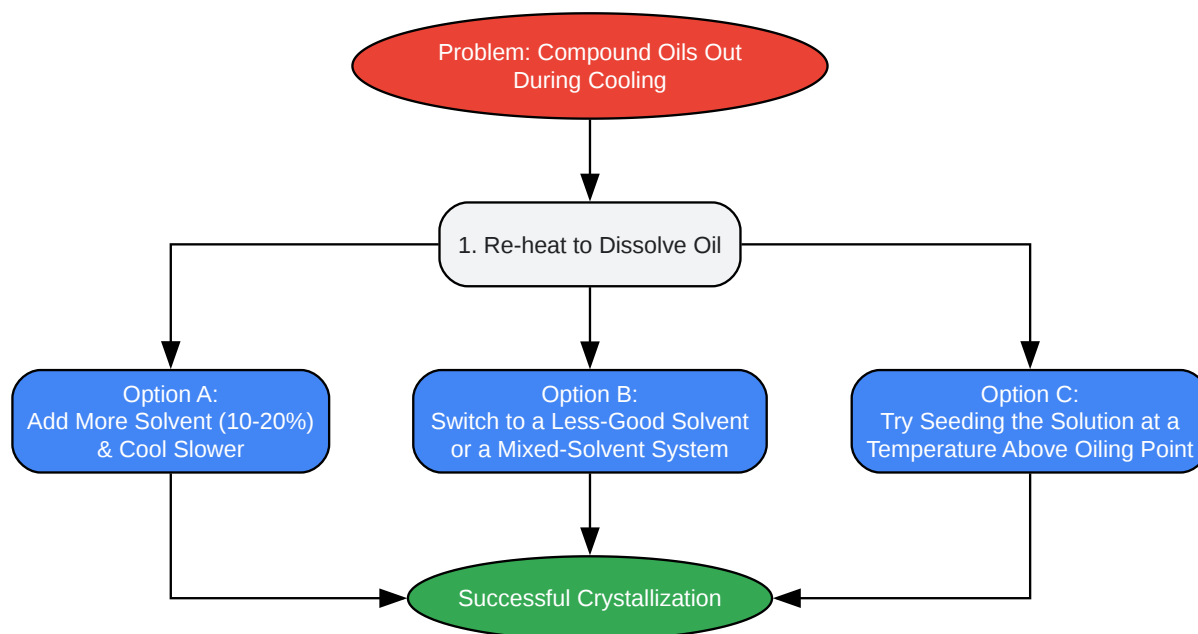 Problem: Compound Oils Out
During Cooling
1. Re-heat to Dissolve Oil
Option A:
Add More Solvent (10-20%)
& Cool Slower
Option B:
Switch to a Less-Good Solvent
or a Mixed-Solvent System
Option C:
Try Seeding the Solution at a
Temperature Above Oiling Point
Successful Crystallization